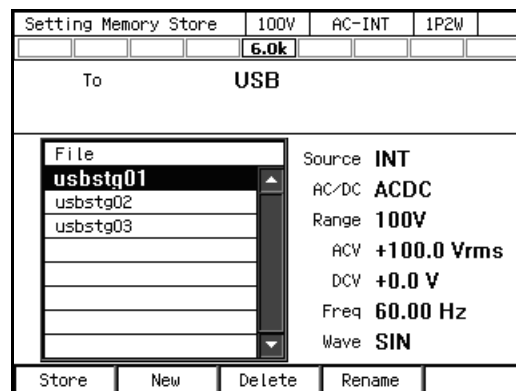 Setting Memory Store 100V AC-INT 1P2W
6.0k
To USB
File
usbstg01
usbstg02
usbstg03
Source INT
AC/DC ACDC
Range 100V
ACV +100.0 Vrms
DCV +0.0 V
Freq 60.00 Hz
Wave SIN
Store New Delete Rename